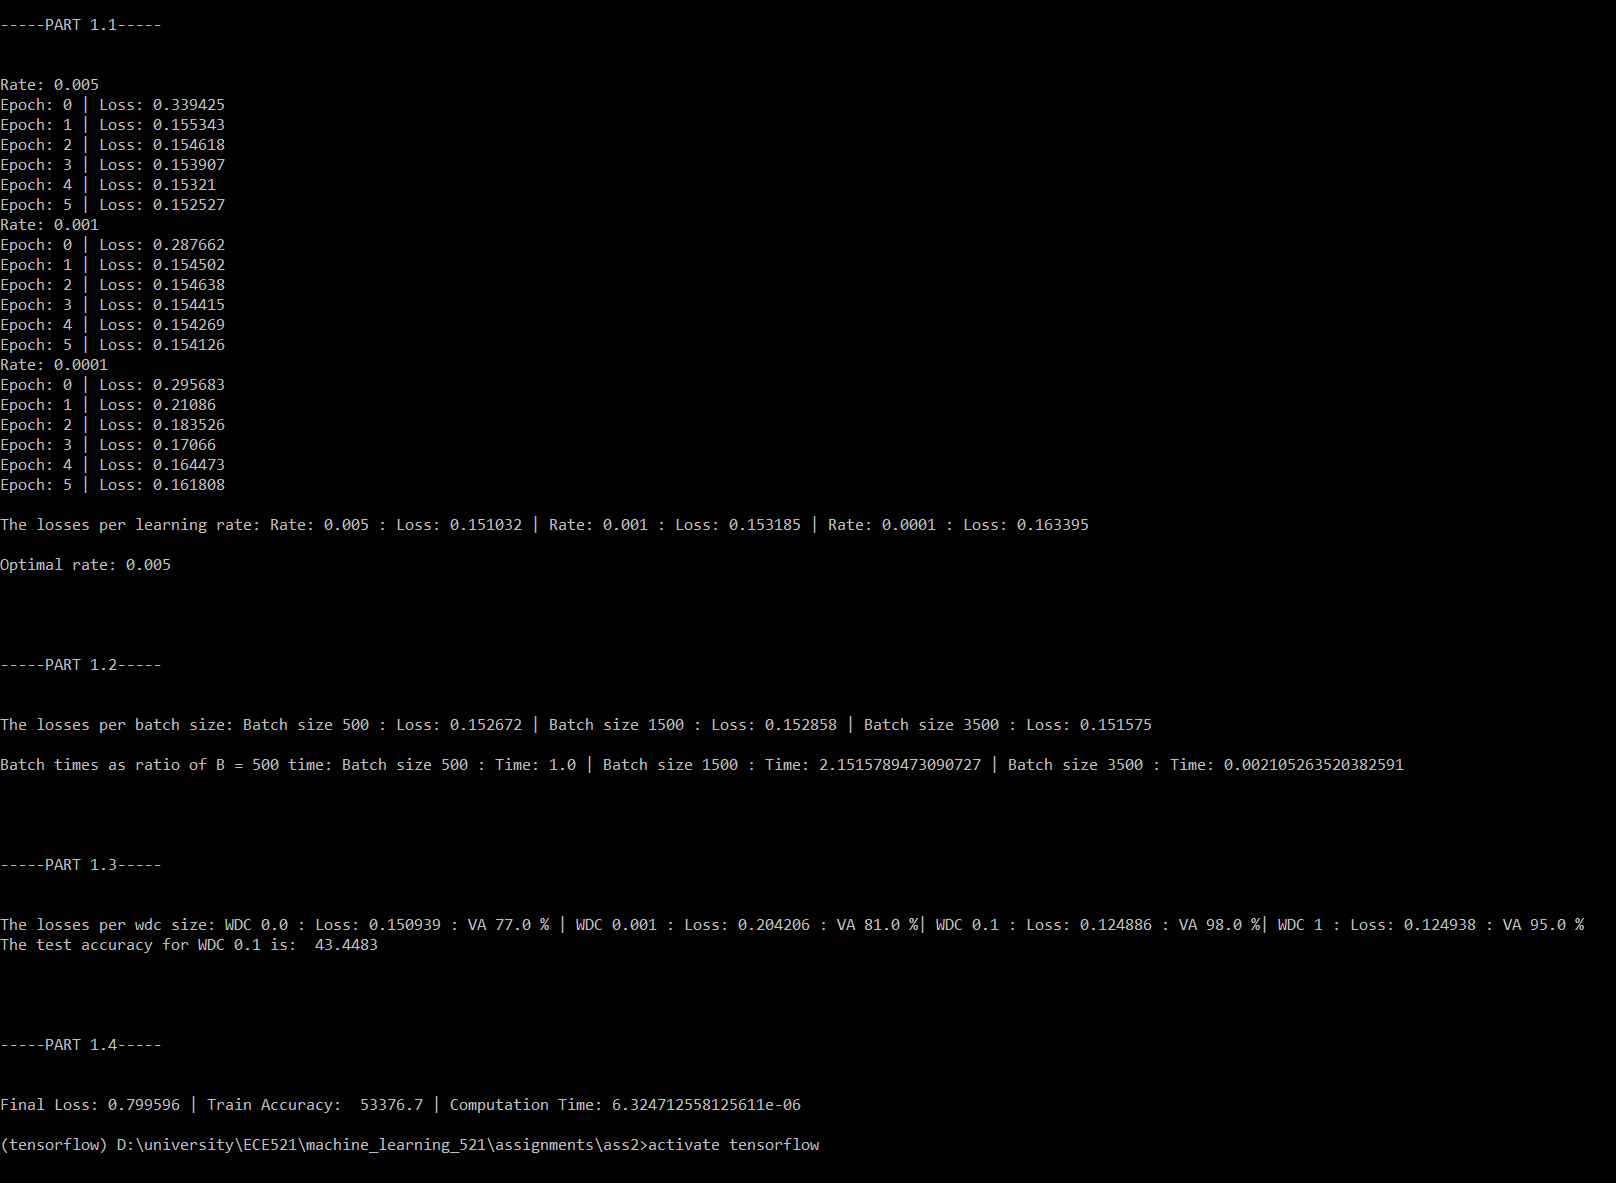 -----PART 1.1-----
Rate: 0.005
Epoch: 0 | Loss: 0.339425
Epoch: 1 | Loss: 0.155343
Epoch: 2 | Loss: 0.154618
Epoch: 3 | Loss: 0.153907
Epoch: 4 | Loss: 0.15321
Epoch: 5 | Loss: 0.152527
Rate: 0.001
Epoch: 0 | Loss: 0.287662
Epoch: 1 | Loss: 0.154502
Epoch: 2 | Loss: 0.154638
Epoch: 3 | Loss: 0.154415
Epoch: 4 | Loss: 0.154269
Epoch: 5 | Loss: 0.154126
Rate: 0.0001
Epoch: 0 | Loss: 0.295683
Epoch: 1 | Loss: 0.21086
Epoch: 2 | Loss: 0.183526
Epoch: 3 | Loss: 0.17066
Epoch: 4 | Loss: 0.164473
Epoch: 5 | Loss: 0.161808
The losses per learning rate: Rate: 0.005 : Loss: 0.151032 | Rate: 0.001 : Loss: 0.153185 | Rate: 0.0001 : Loss: 0.163395
Optimal rate: 0.005
-----PART 1.2-----
The losses per batch size: Batch size 500 : Loss: 0.152672 | Batch size 1500 : Loss: 0.152858 | Batch size 3500 : Loss: 0.151575
Batch times as ratio of B = 500 time: Batch size 500 : Time: 1.0 | Batch size 1500 : Time: 2.1515789473090727 | Batch size 3500 : Time: 0.002105263520382591
-----PART 1.3-----
The losses per wdc size: WDC 0.0 : Loss: 0.150939 : VA 77.0 % | WDC 0.001 : Loss: 0.204206 : VA 81.0 %| WDC 0.1 : Loss: 0.124886 : VA 98.0 %| WDC 1 : Loss: 0.124938 : VA 95.0 %
The test accuracy for WDC 0.1 is:  43.4483
-----PART 1.4-----
Final Loss: 0.799596 | Train Accuracy:  53376.7 | Computation Time: 6.324712558125611e-06
(tensorflow) D:\university\ECE521\machine_learning_521\assignments\ass2>activate tensorflow